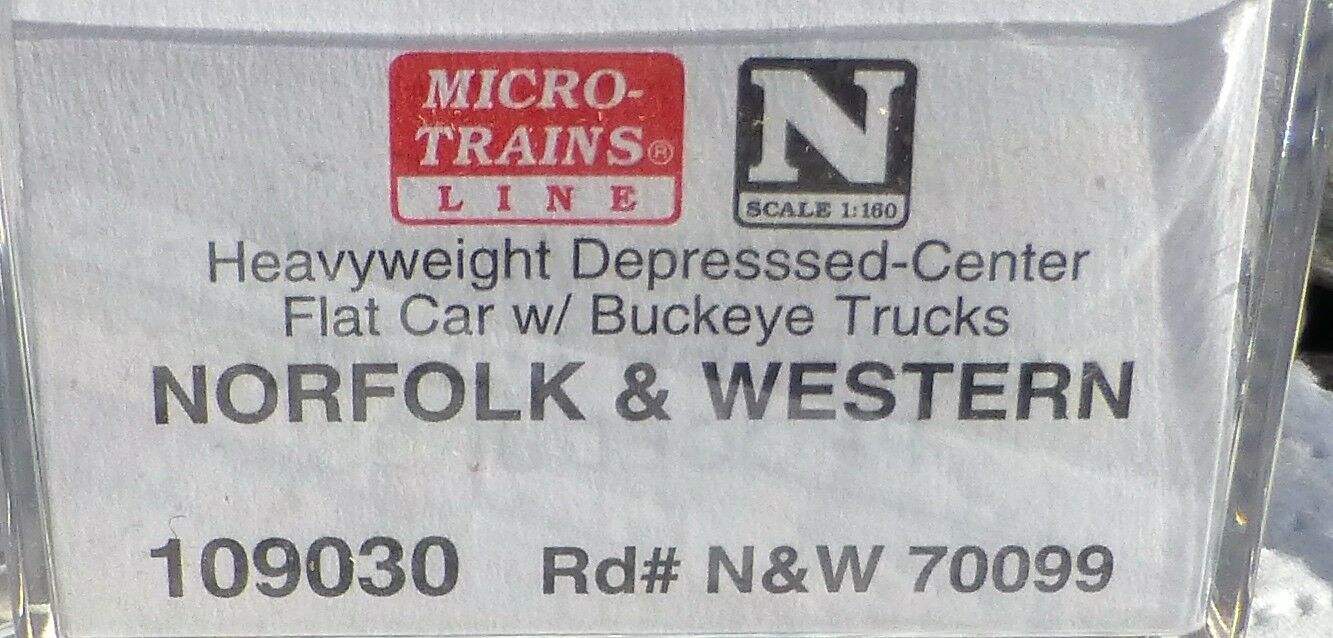 MICRO-
TRAINS®
LINE
N
SCALE 1:160
Heavyweight Depresssed-Center
Flat Car w/ Buckeye Trucks
NORFOLK & WESTERN
109030 Rd# N&W 70099